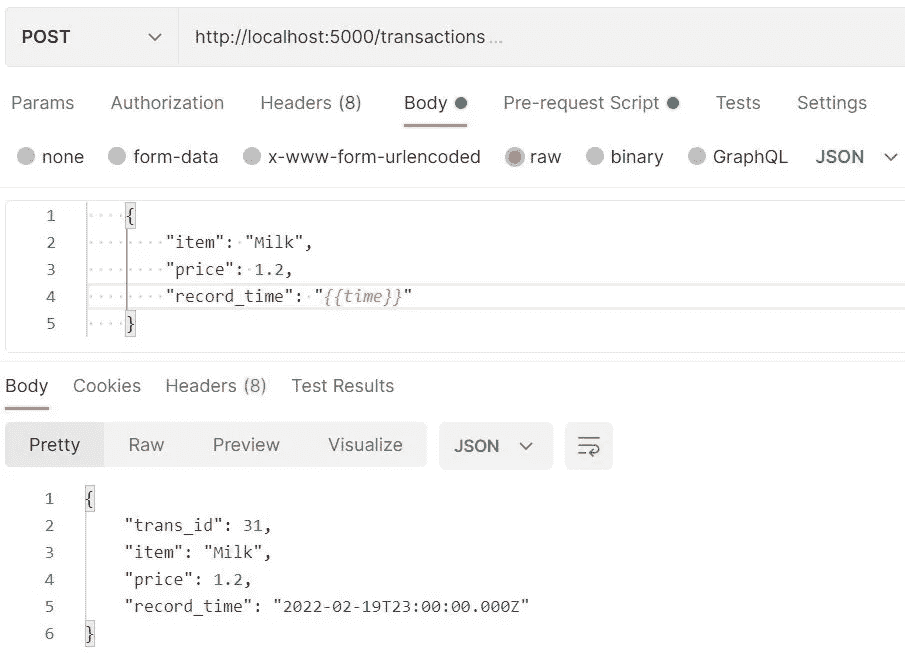 POST http://localhost:5000/transactions ...
Params Authorization Headers (8) Body Pre-request Script Tests Settings
none form-data x-www-form-urlencoded raw binary GraphQL JSON
1 {
2 "item": "Milk",
3 "price": 1.2,
4 "record_time": "{{time}}"
5 }
Body Cookies Headers (8) Test Results
Pretty Raw Preview Visualize JSON
1 {
2 "trans_id": 31,
3 "item": "Milk",
4 "price": 1.2,
5 "record_time": "2022-02-19T23:00:00.000Z"
6 }